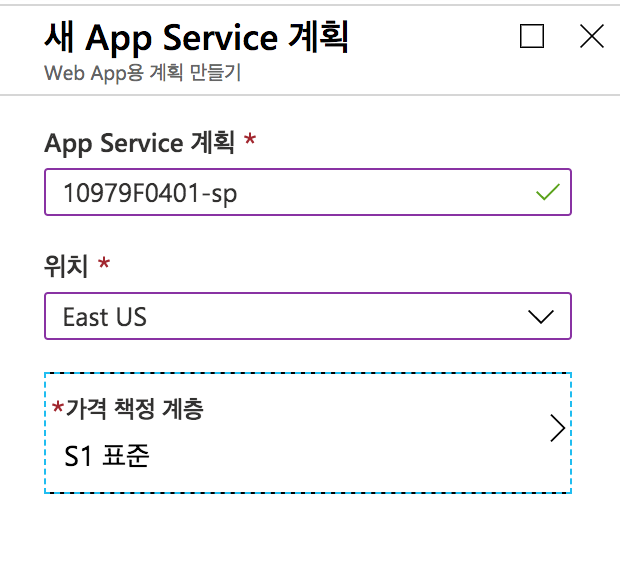 새 App Service 계획
Web App용 계획 만들기
App Service 계획 *
10979F0401-sp
위치 *
East US
*가격 책정 계층
S1 표준